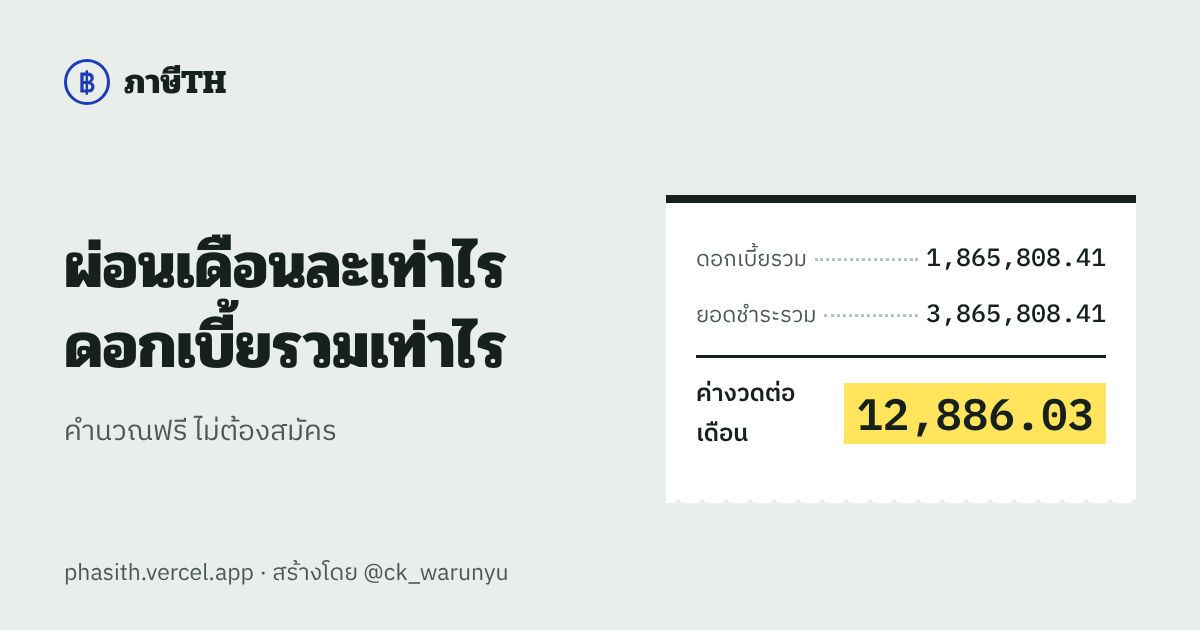 ฿ ภาษีTH
ผ่อนเดือนละเท่าไร
ดอกเบี้ยรวมเท่าไร
คำนวณฟรี ไม่ต้องสมัคร
ดอกเบี้ยรวม 1,865,808.41
ยอดชำระรวม 3,865,808.41
ค่างวดต่อ
เดือน
12,886.03
phasith.vercel.app · สร้างโดย @ck_warunyu